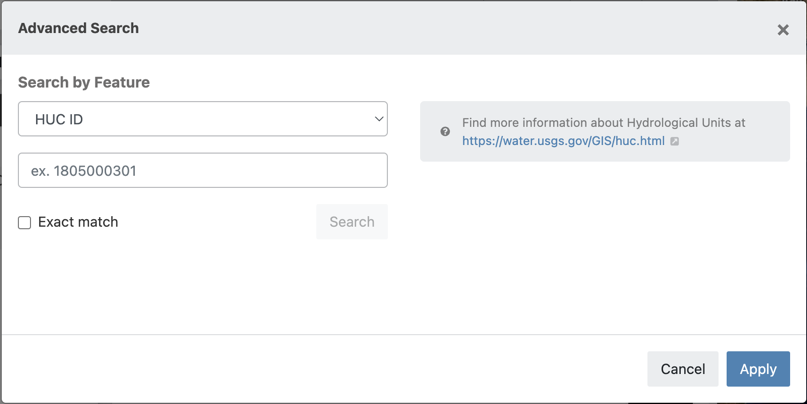 Advanced Search
Search by Feature
HUC ID
ex. 1805000301
Exact match
Search
Find more information about Hydrological Units at
https://water.usgs.gov/GIS/huc.html
Cancel
Apply